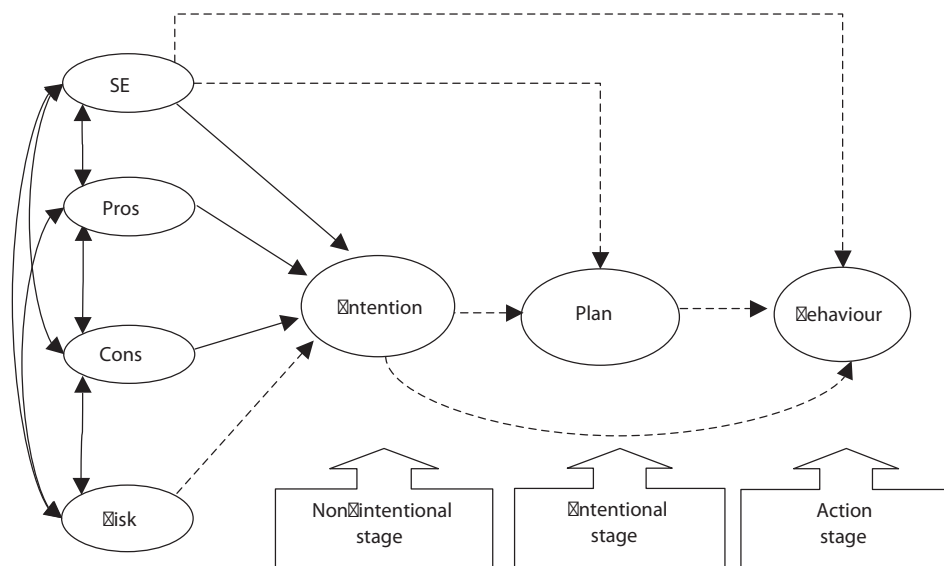 SE
Pros
☒ntention
Plan
☒ehaviour
Cons
☒isk
Non☒intentional
stage
☒ntentional
stage
Action
stage